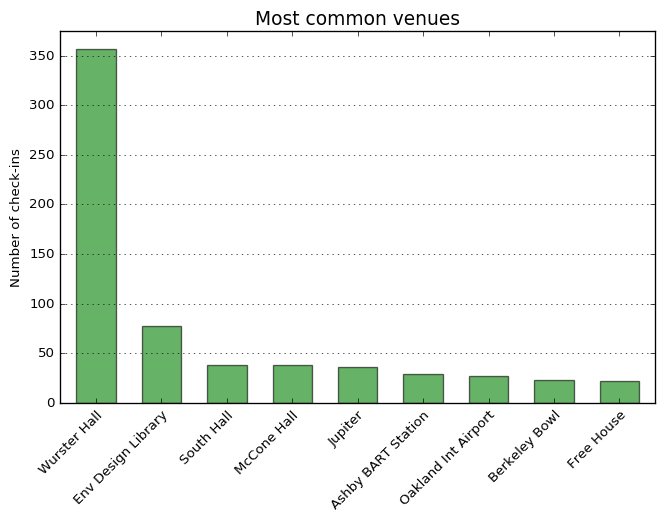 Most common venues
Number of check-ins
350
300
250
200
150
100
50
0
Wurster Hall
Env Design Library
South Hall
McCone Hall
Jupiter
Ashby BART Station
Oakland Int Airport
Berkeley Bowl
Free House